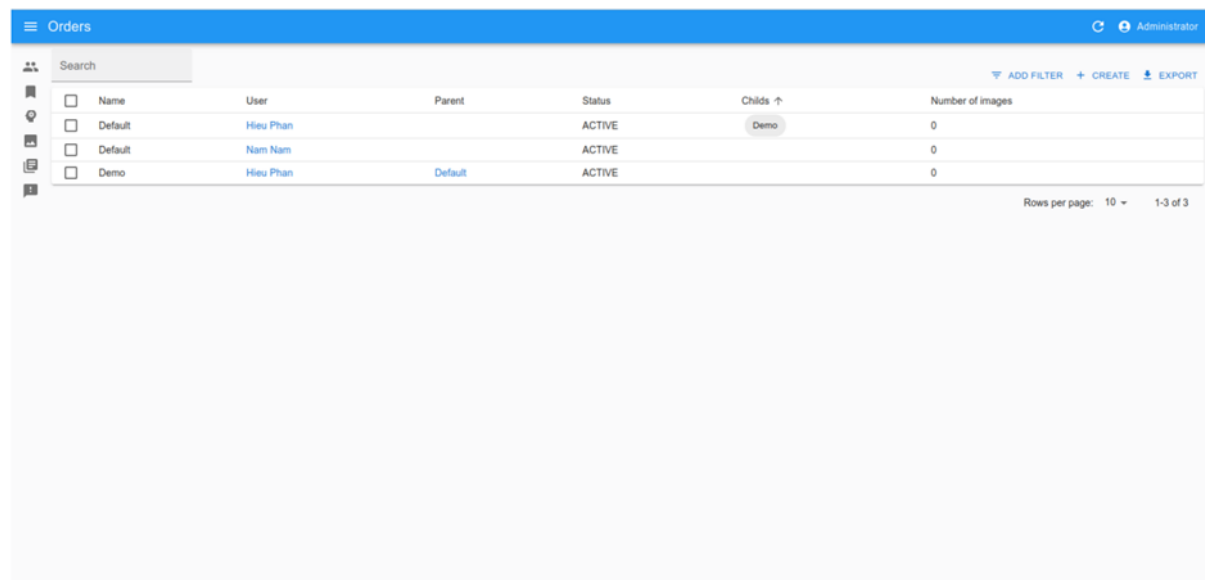 Orders Administrator
Search
ADD FILTER + CREATE EXPORT
Name User Parent Status Childs ↑ Number of images
Default Hieu Phan ACTIVE Demo 0
Default Nam Nam ACTIVE 0
Demo Hieu Phan Default ACTIVE 0
Rows per page: 10 1-3 of 3